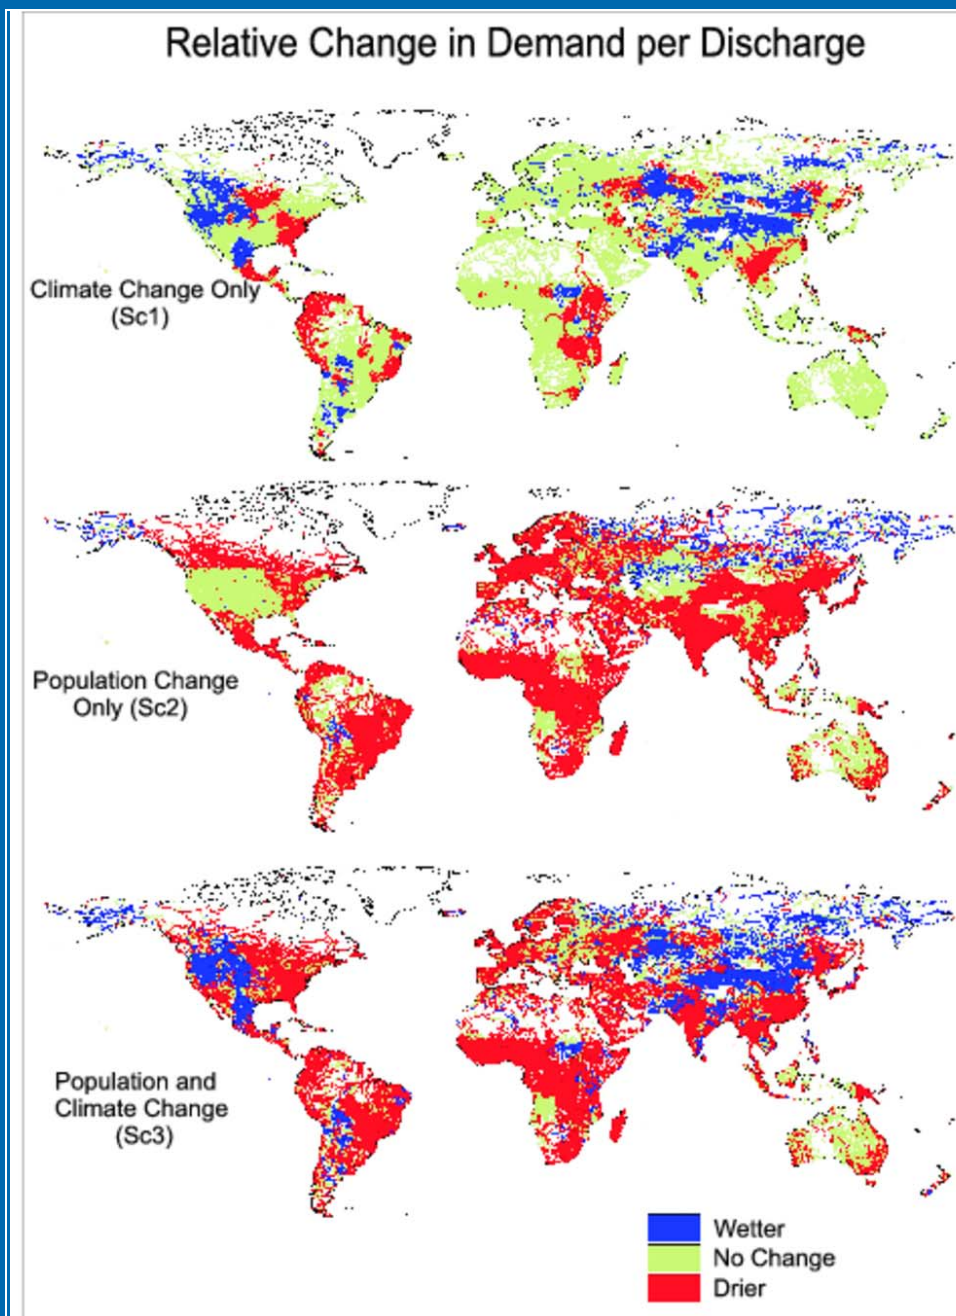 Relative Change in Demand per Discharge
Climate Change Only
(Sc1)
Population Change
Only (Sc2)
Population and
Climate Change
(Sc3)
Wetter
No Change
Drier